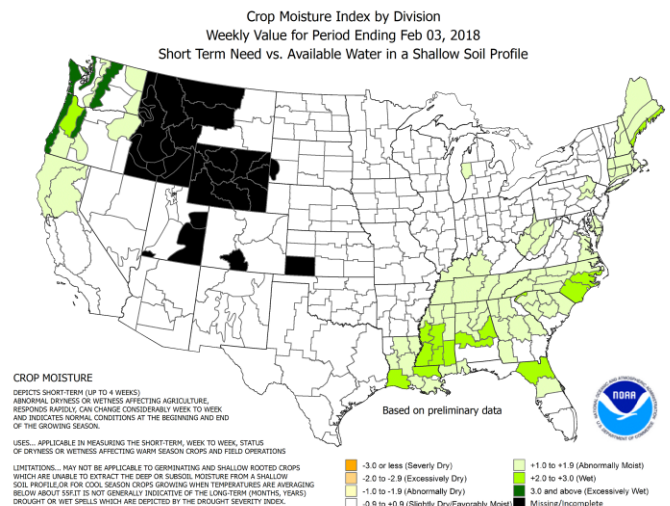 Crop Moisture Index by Division
Weekly Value for Period Ending Feb 03, 2018
Short Term Need vs. Available Water in a Shallow Soil Profile
CROP MOISTURE
DEPICTS SHORT-TERM (UP TO 4 WEEKS)
ABNORMAL DRYNESS OR WETNESS AFFECTING AGRICULTURE,
RESPONDS RAPIDLY, CAN CHANGE CONSIDERABLY WEEK TO WEEK
AND INDICATES NORMAL CONDITIONS AT THE BEGINNING AND END
OF THE GROWING SEASON.
USES... APPLICABLE IN MEASURING THE SHORT-TERM, WEEK TO WEEK, STATUS
OF DRYNESS OR WETNESS AFFECTING WARM SEASON CROPS AND FIELD OPERATIONS
LIMITATIONS... MAY NOT BE APPLICABLE TO GERMINATING AND SHALLOW ROOTED CROPS
WHICH ARE UNABLE TO EXTRACT THE DEEP OR SUBSOIL MOISTURE FROM A SHALLOW
SOIL PROFILE,OR FOR COOL SEASON CROPS GROWING WHEN TEMPERATURES ARE AVERAGING
BELOW ABOUT 55F.IT IS NOT GENERALLY INDICATIVE OF THE LONG-TERM (MONTHS, YEARS)
DROUGHT OR WET SPELLS WHICH ARE DEPICTED BY THE DROUGHT SEVERITY INDEX.
Based on preliminary data
NOAA
NATIONAL OCEANIC AND ATMOSPHERIC ADMINISTRATION
U.S. DEPARTMENT OF COMMERCE
-3.0 or less (Severly Dry)
-2.0 to -2.9 (Excessively Dry)
-1.0 to -1.9 (Abnormally Dry)
-0.9 to +0.9 (Slightly Dry/Favorably Moist)
+1.0 to +1.9 (Abnormally Moist)
+2.0 to +3.0 (Wet)
3.0 and above (Excessively Wet)
Missing/Incomplete